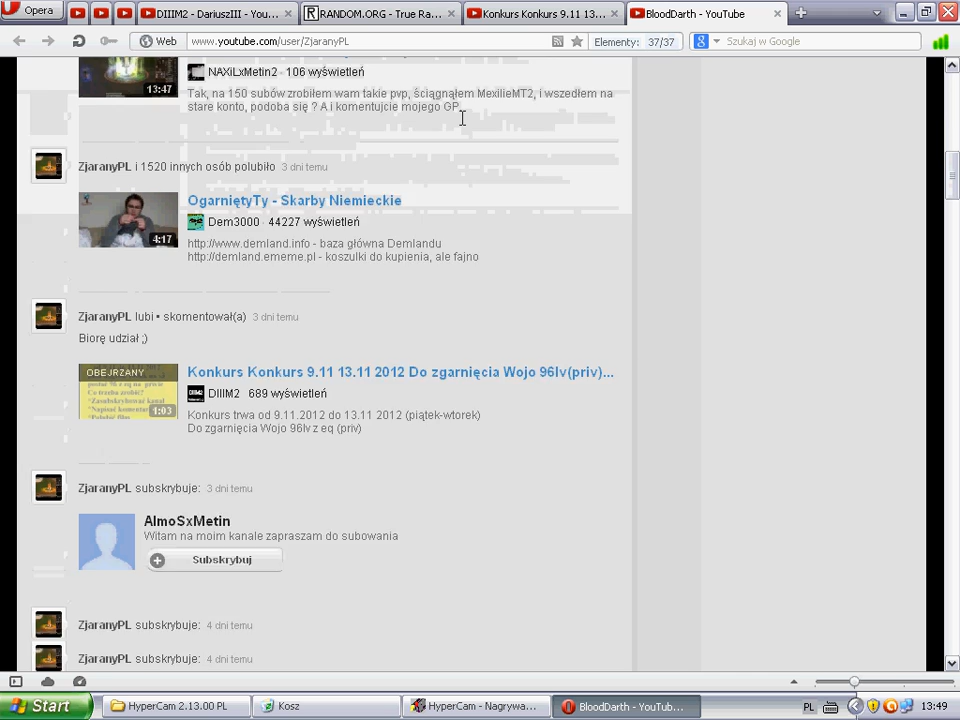 Opera
DIIIM2 - DariusIII - You...
RANDOM.ORG - True Ra...
Konkurs Konkurs 9.11 13...
BloodDarth - YouTube
Web
www.youtube.com/user/ZjaranyPL
Elementy: 37/37
Szukaj w Google
13:47
NAXiLxMetin2 · 106 wyświetleń
Tak, na 150 subów zrobiłem wam takie pvp, ściągnąłem MexilieMT2, i wszedłem na
stare konto, podoba się ? A i komentujcie mojego GP.
ZjaranyPL i 1520 innych osób polubiło 3 dni temu
4:17
OgarniętyTy - Skarby Niemieckie
Dem3000 · 44227 wyświetleń
http://www.demland.info - baza główna Demlandu
http://demland.ememe.pl - koszulki do kupienia, ale fajno
ZjaranyPL lubi • skomentował(a) 3 dni temu
Biorę udział ;)
OBEJRZANY
Co trzeba zrobić?
*Zasubskrybować kanał
1:03
Konkurs Konkurs 9.11 13.11 2012 Do zgarnięcia Wojo 96lv(priv)...
DIIIM2 689 wyświetleń
Konkurs trwa od 9.11.2012 do 13.11 2012 (piątek-wtorek)
Do zgarnięcia Wojo 96lv z eq (priv)
ZjaranyPL subskrybuje: 3 dni temu
AlmoSxMetin
Witam na moim kanale zapraszam do subowania
Subskrybuj
ZjaranyPL subskrybuje: 4 dni temu
ZjaranyPL subskrybuje: 4 dni temu
Start
HyperCam 2.13.00 PL
Kosz
HyperCam - Nagrywa...
BloodDarth - YouTub...
PL
13:49